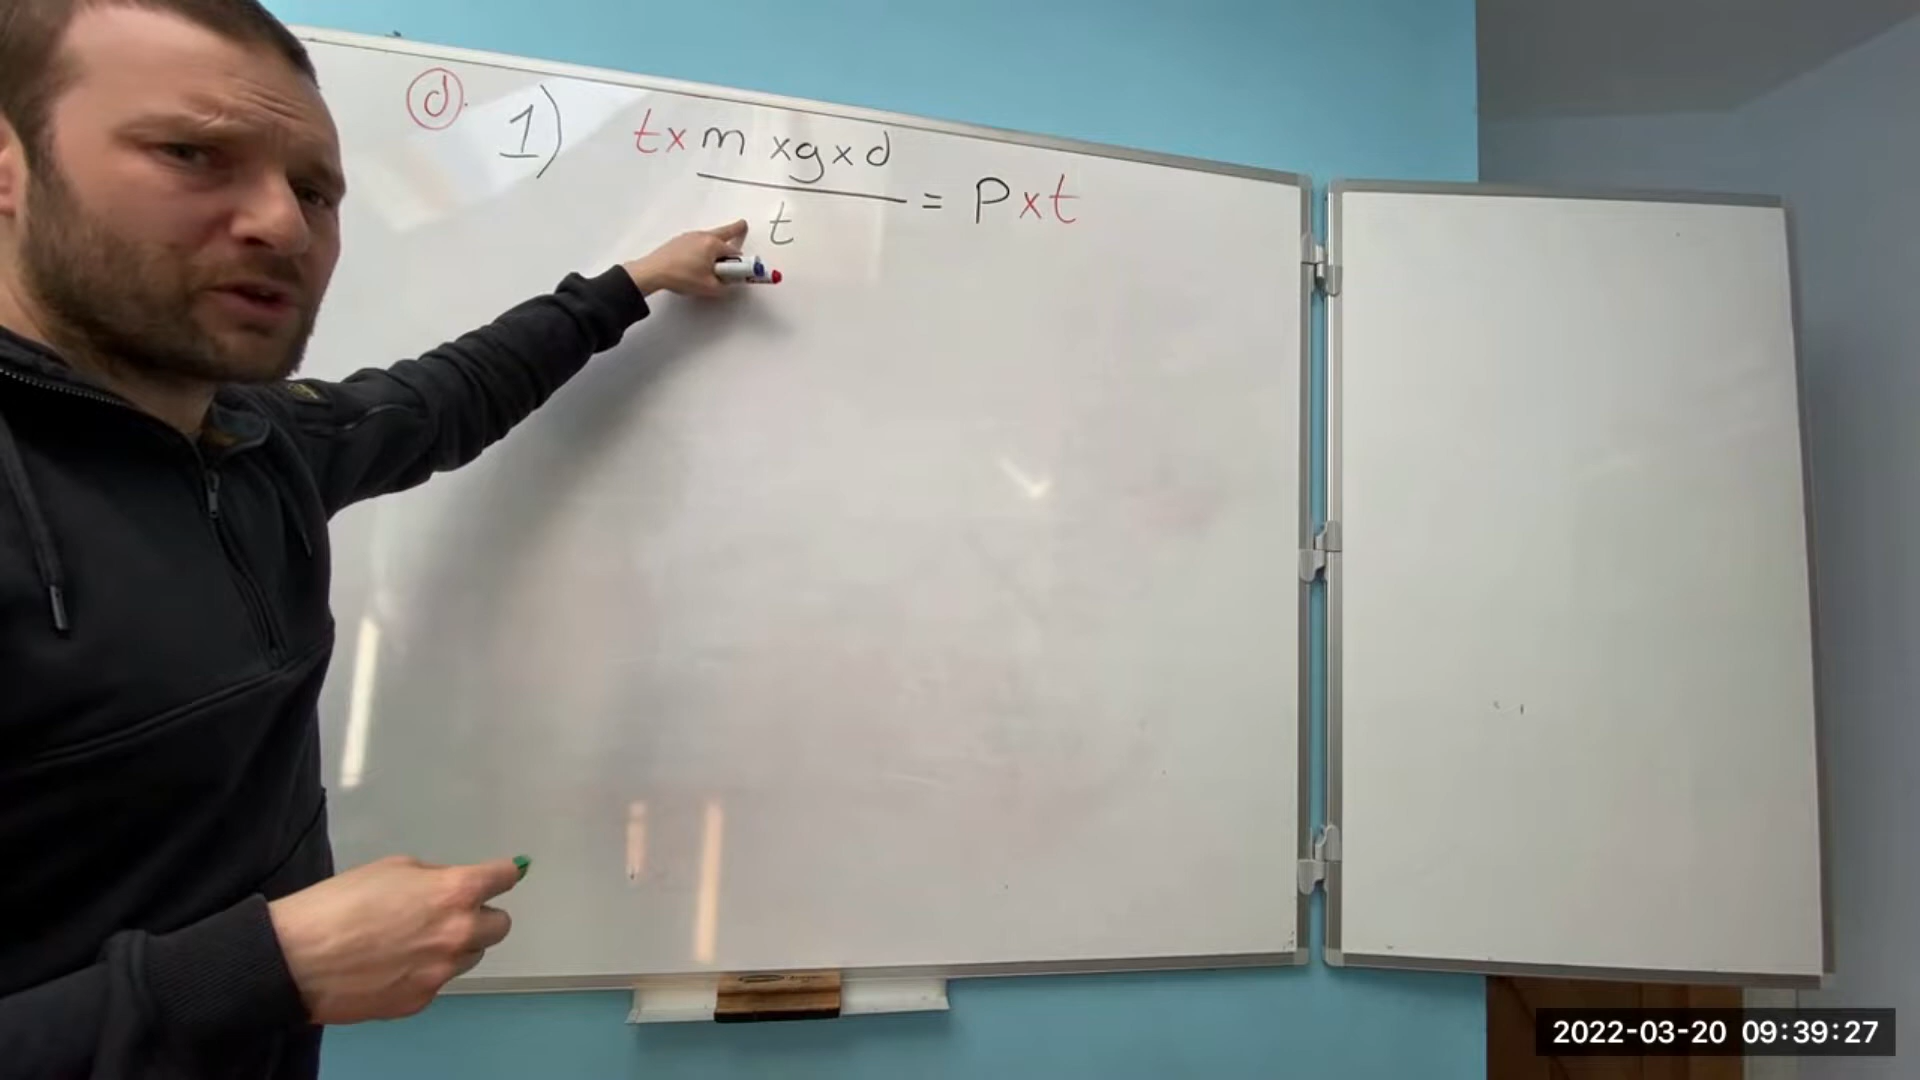 d. 1) t x m x g x d
= P x t
t
2022-03-20 09:39:27